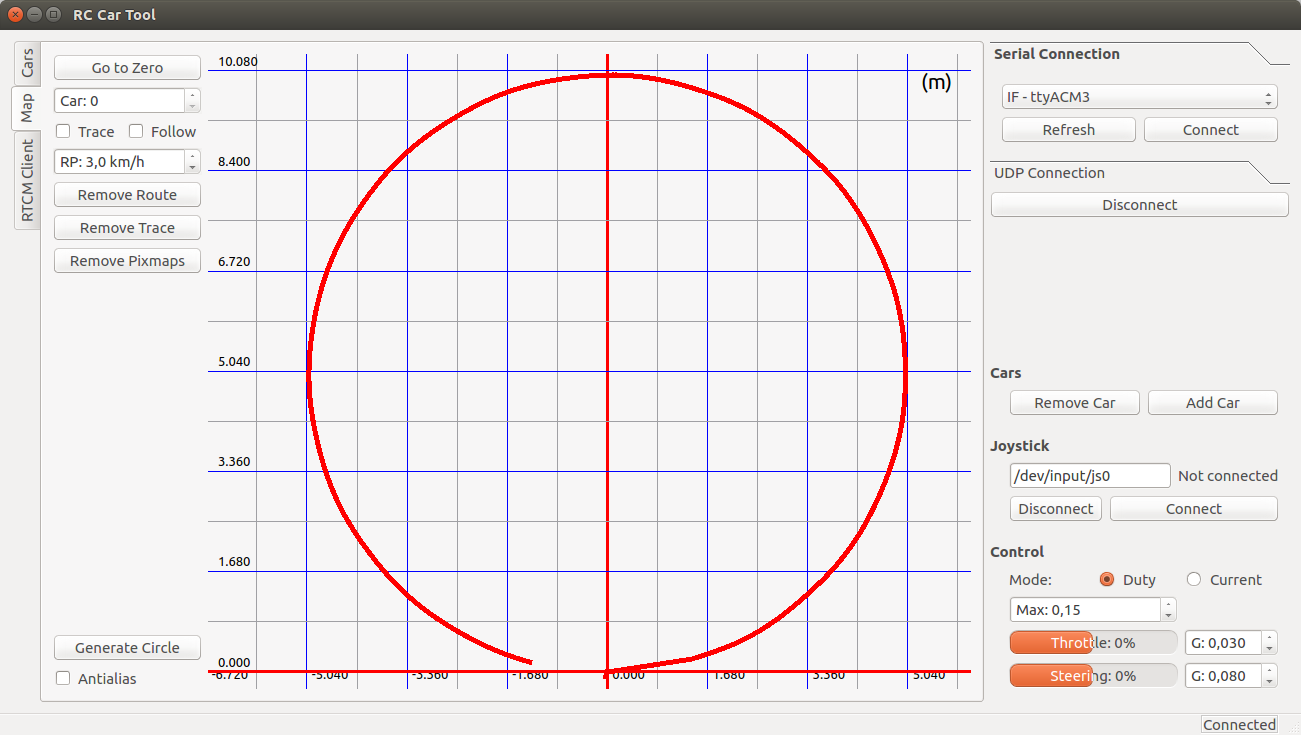 RC Car Tool
Cars
Map
RTCM Client
Go to Zero
Car: 0
Trace
Follow
RP: 3,0 km/h
Remove Route
Remove Trace
Remove Pixmaps
Generate Circle
Antialias
(m)
10.080
8.400
6.720
5.040
3.360
1.680
0.000
-6.720 -5.040 -3.360 -1.680 0.000 1.680 3.360 5.040
Serial Connection
IF - ttyACM3
Refresh Connect
UDP Connection
Disconnect
Cars
Remove Car Add Car
Joystick
/dev/input/js0 Not connected
Disconnect Connect
Control
Mode: Duty Current
Max: 0,15
Throttle: 0% G: 0,030
Steering: 0% G: 0,080
Connected